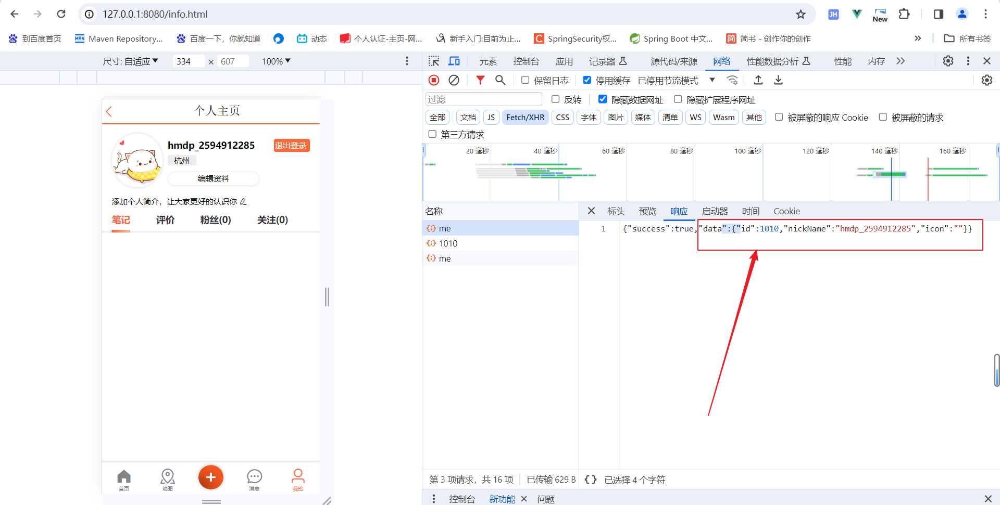 127.0.0.1:8080/info.html
JH
New
到百度首页
MVN Maven Repository...
百度一下，你就知道
动态
个人认证-主页-网...
新手入门:目前为止...
C SpringSecurity权...
Spring Boot 中文...
简 简书 - 创作你的创作
所有书签
尺寸: 自适应
334 × 607
100%
元素 控制台 应用 记录器 源代码/来源 网络 性能数据分析 性能 内存
保留日志 停用缓存 已停用节流模式
过滤 反转 隐藏数据网址 隐藏扩展程序网址
全部 文档 JS Fetch/XHR CSS 字体 图片 媒体 清单 WS Wasm 其他 被屏蔽的响应 Cookie 被屏蔽的请求
第三方请求
20 毫秒 40 毫秒 60 毫秒 80 毫秒 100 毫秒 120 毫秒 140 毫秒 160 毫秒
个人主页
hmdp_2594912285
退出登录
杭州
编辑资料
添加个人简介，让大家更好的认识你
笔记 评价 粉丝(0) 关注(0)
首页 地图 消息 我的
名称
me
1010
me
标头 预览 响应 启动器 时间 Cookie
1 {"success":true,"data":{"id":1010,"nickName":"hmdp_2594912285","icon":""}}
第 3 项请求，共 16 项 已传输 629 B {} 已选择 4 个字符
控制台 新功能 问题